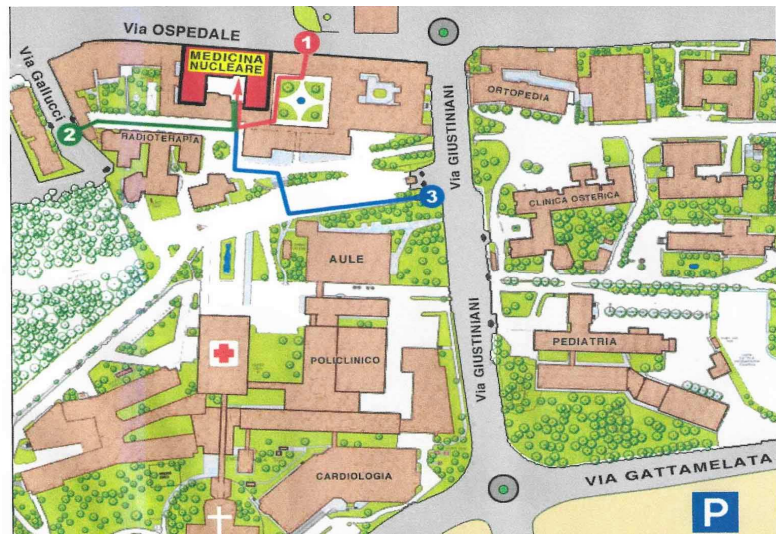 Via OSPEDALE
1
MEDICINA
NUCLEARE
Via Gallucci
2
RADIOTERAPIA
ORTOPEDIA
Via GIUSTINIANI
3
CLINICA OSTERICA
AULE
POLICLINICO
PEDIATRIA
Via GIUSTINIANI
CARDIOLOGIA
VIA GATTAMELATA
P